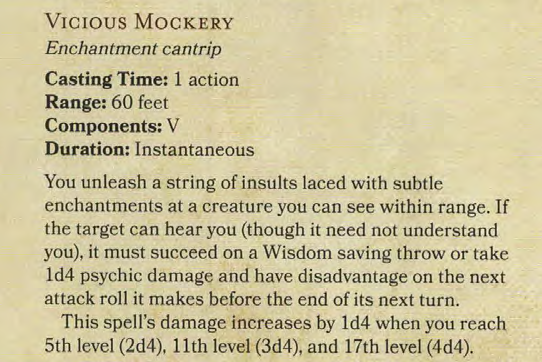 VICIOUS MOCKERY
Enchantment cantrip
Casting Time: 1 action
Range: 60 feet
Components: V
Duration: Instantaneous
You unleash a string of insults laced with subtle
enchantments at a creature you can see within range. If
the target can hear you (though it need not understand
you), it must succeed on a Wisdom saving throw or take
1d4 psychic damage and have disadvantage on the next
attack roll it makes before the end of its next turn.
This spell's damage increases by 1d4 when you reach
5th level (2d4), 11th level (3d4), and 17th level (4d4).